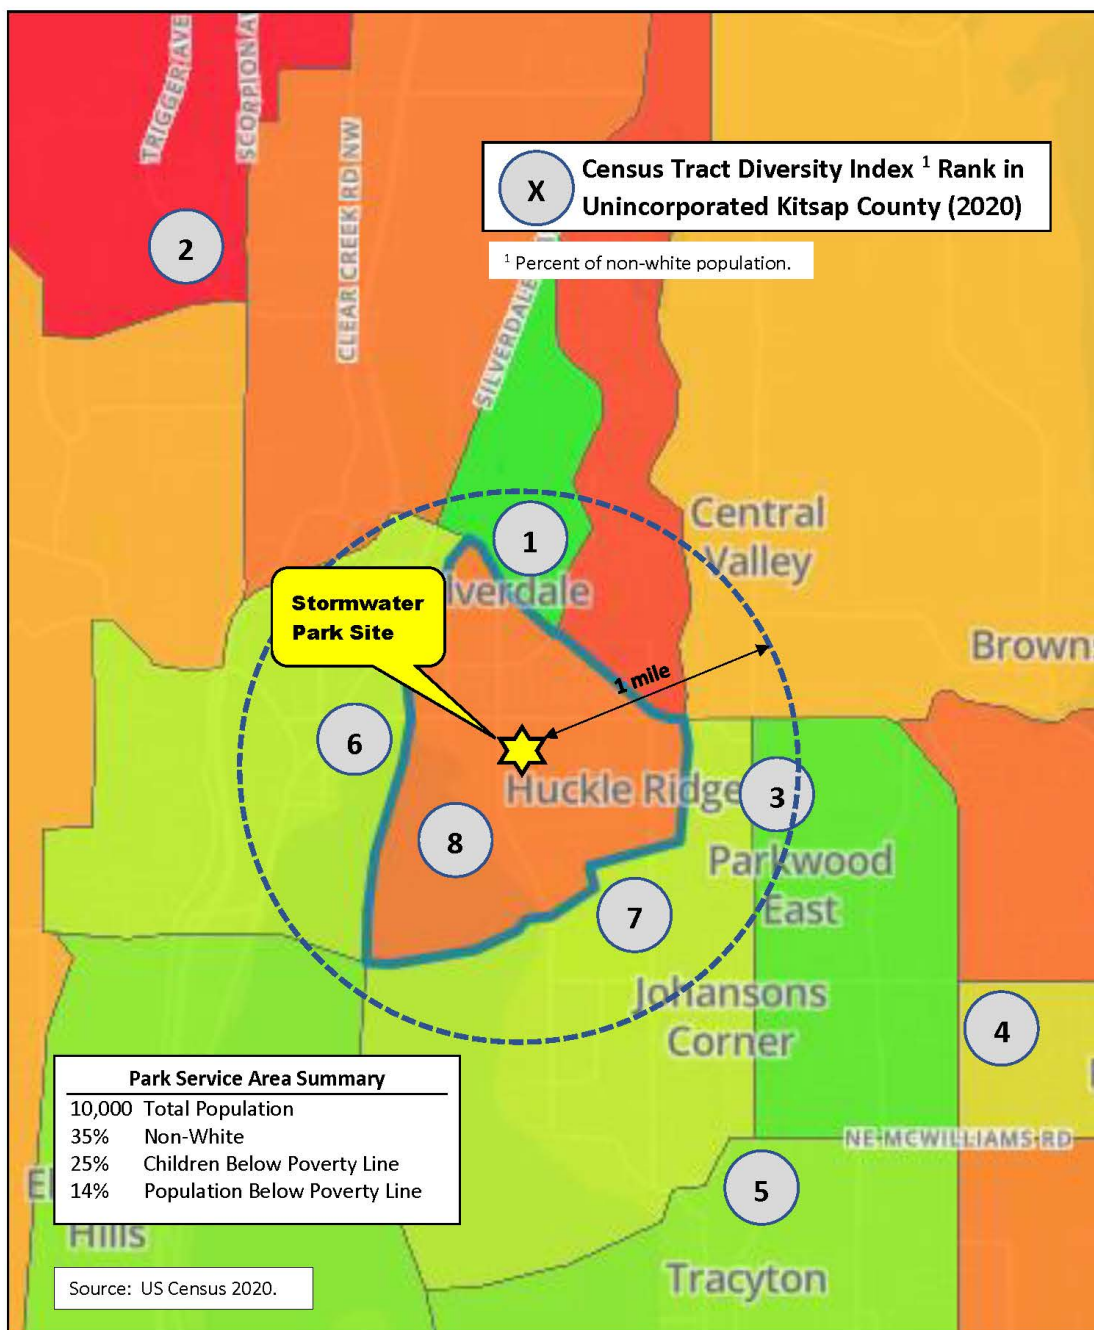 TRIGGER AVE
SCORPION AV
CLEAR CREEK RD NW
X
Census Tract Diversity Index 1 Rank in
Unincorporated Kitsap County (2020)
1 Percent of non-white population.
2
SILVERDALE
Central
Valley
1
lverdale
Stormwater
Park Site
Brown
1 mile
6
Huckle Ridge
3
8
Parkwood
East
7
Johansons
Corner
4
Park Service Area Summary
10,000 Total Population
35% Non-White
25% Children Below Poverty Line
14% Population Below Poverty Line
NE MCWILLIAMS RD
5
El
Hills
Tracyton
Source: US Census 2020.